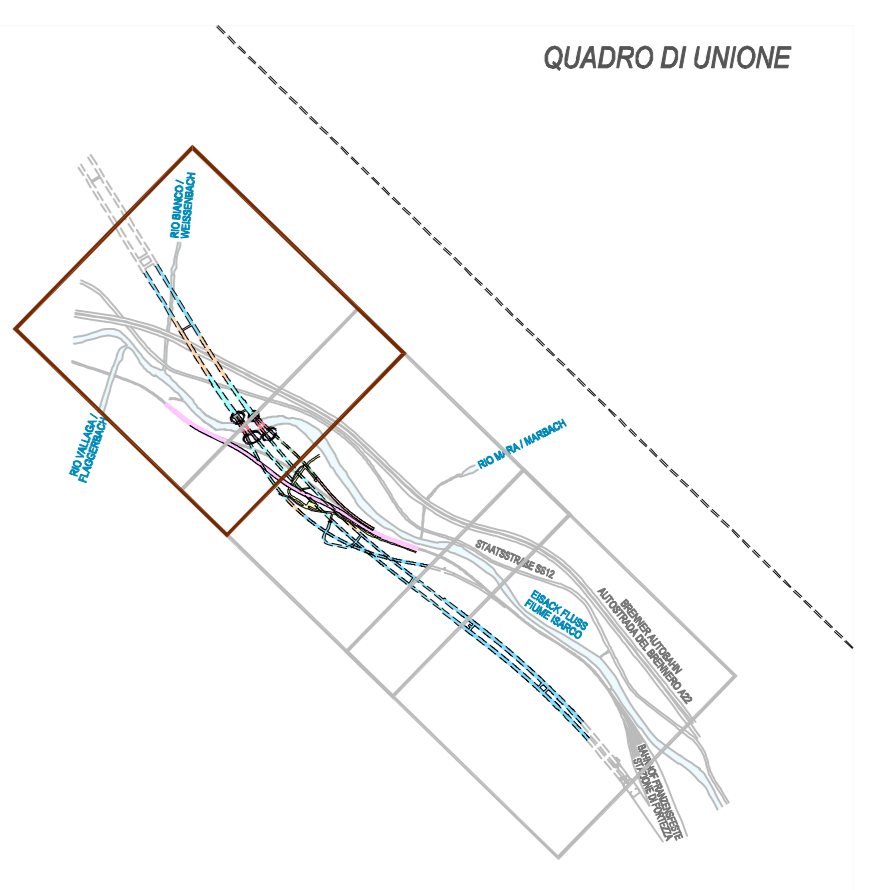 QUADRO DI UNIONE
RIO BIANCO /
WEISSENBACH
RIO VALLAGA /
FLAGGERBACH
RIO MARA / MARBACH
STAATSSTRAßE SS12
EISACK FLUSS
FIUME ISARCO
BRENNER AUTOBAHN
AUTOSTRADA DEL BRENNERO A22
BAHNHOF FRANZENSFESTE
STAZIONE DI FORTEZZA